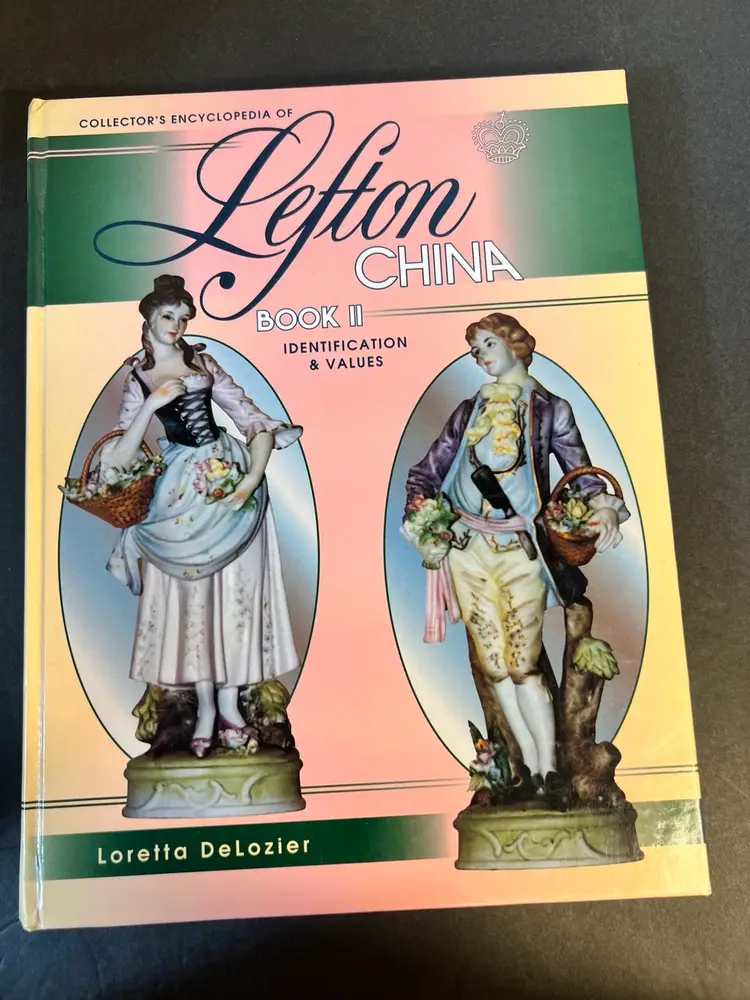 COLLECTOR'S ENCYCLOPEDIA OF
Lefton
CHINA
BOOK II
IDENTIFICATION
& VALUES
Loretta DeLozier